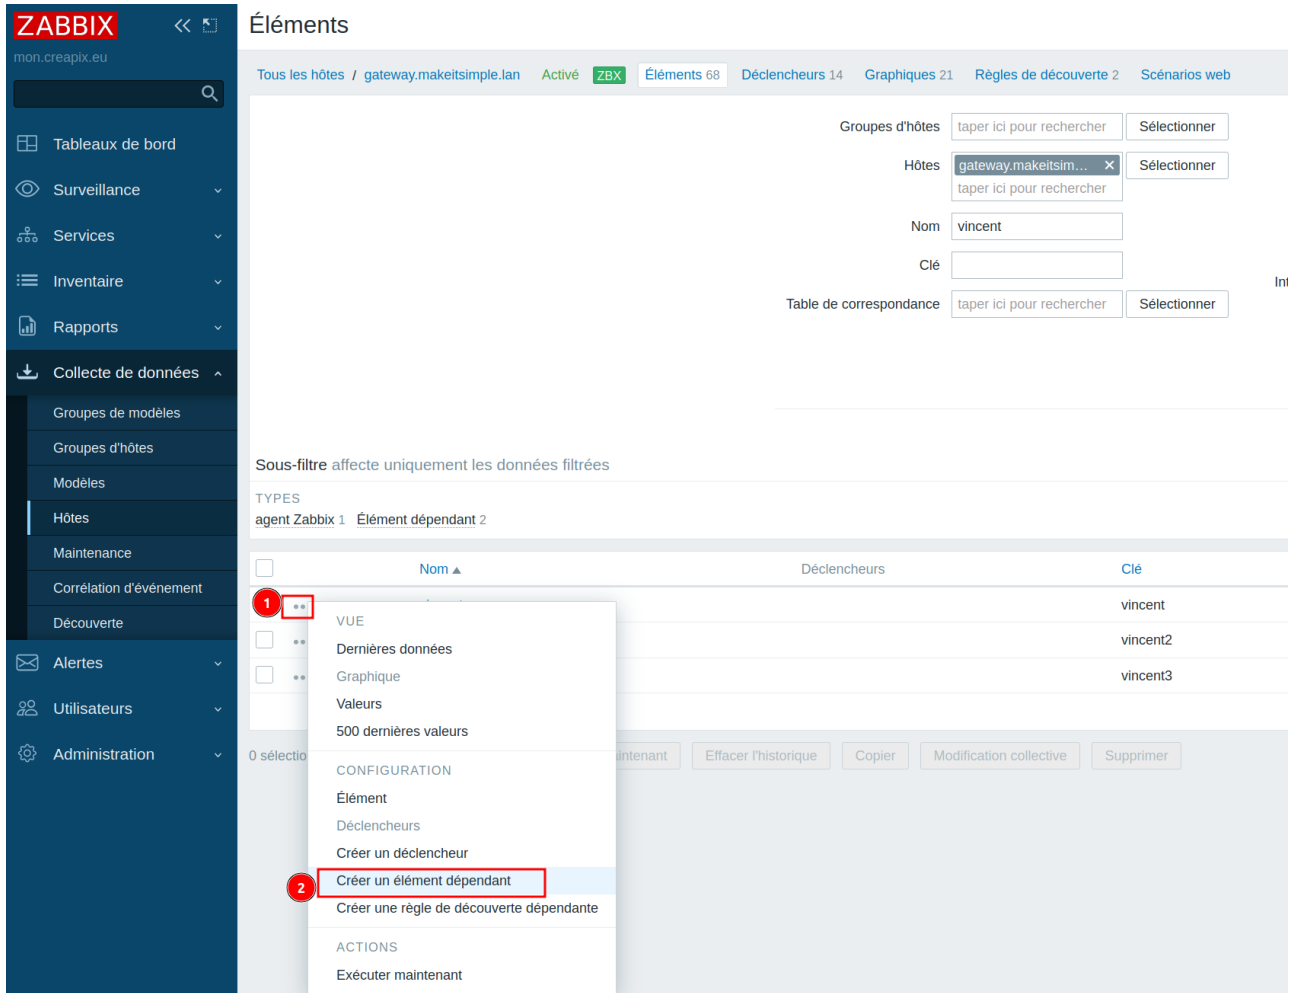 ZABBIX
mon.creapix.eu
Tableaux de bord
Surveillance
Services
Inventaire
Rapports
Collecte de données
Groupes de modèles
Groupes d'hôtes
Modèles
Hôtes
Maintenance
Corrélation d'événement
Découverte
Alertes
Utilisateurs
Administration
Éléments
Tous les hôtes / gateway.makeitsimple.lan Activé ZBX Éléments 68 Déclencheurs 14 Graphiques 21 Règles de découverte 2 Scénarios web
Groupes d'hôtes taper ici pour rechercher Sélectionner
Hôtes gateway.makeitsim... × Sélectionner
taper ici pour rechercher
Nom vincent
Clé
Int
Table de correspondance taper ici pour rechercher Sélectionner
Sous-filtre affecte uniquement les données filtrées
TYPES
agent Zabbix 1 Élément dépendant 2
Nom ▲ Déclencheurs Clé
1 vincent
vincent2
vincent3
VUE
Dernières données
Graphique
Valeurs
500 dernières valeurs
0 sélectio intenant Effacer l'historique Copier Modification collective Supprimer
CONFIGURATION
Élément
Déclencheurs
Créer un déclencheur
2 Créer un élément dépendant
Créer une règle de découverte dépendante
ACTIONS
Exécuter maintenant